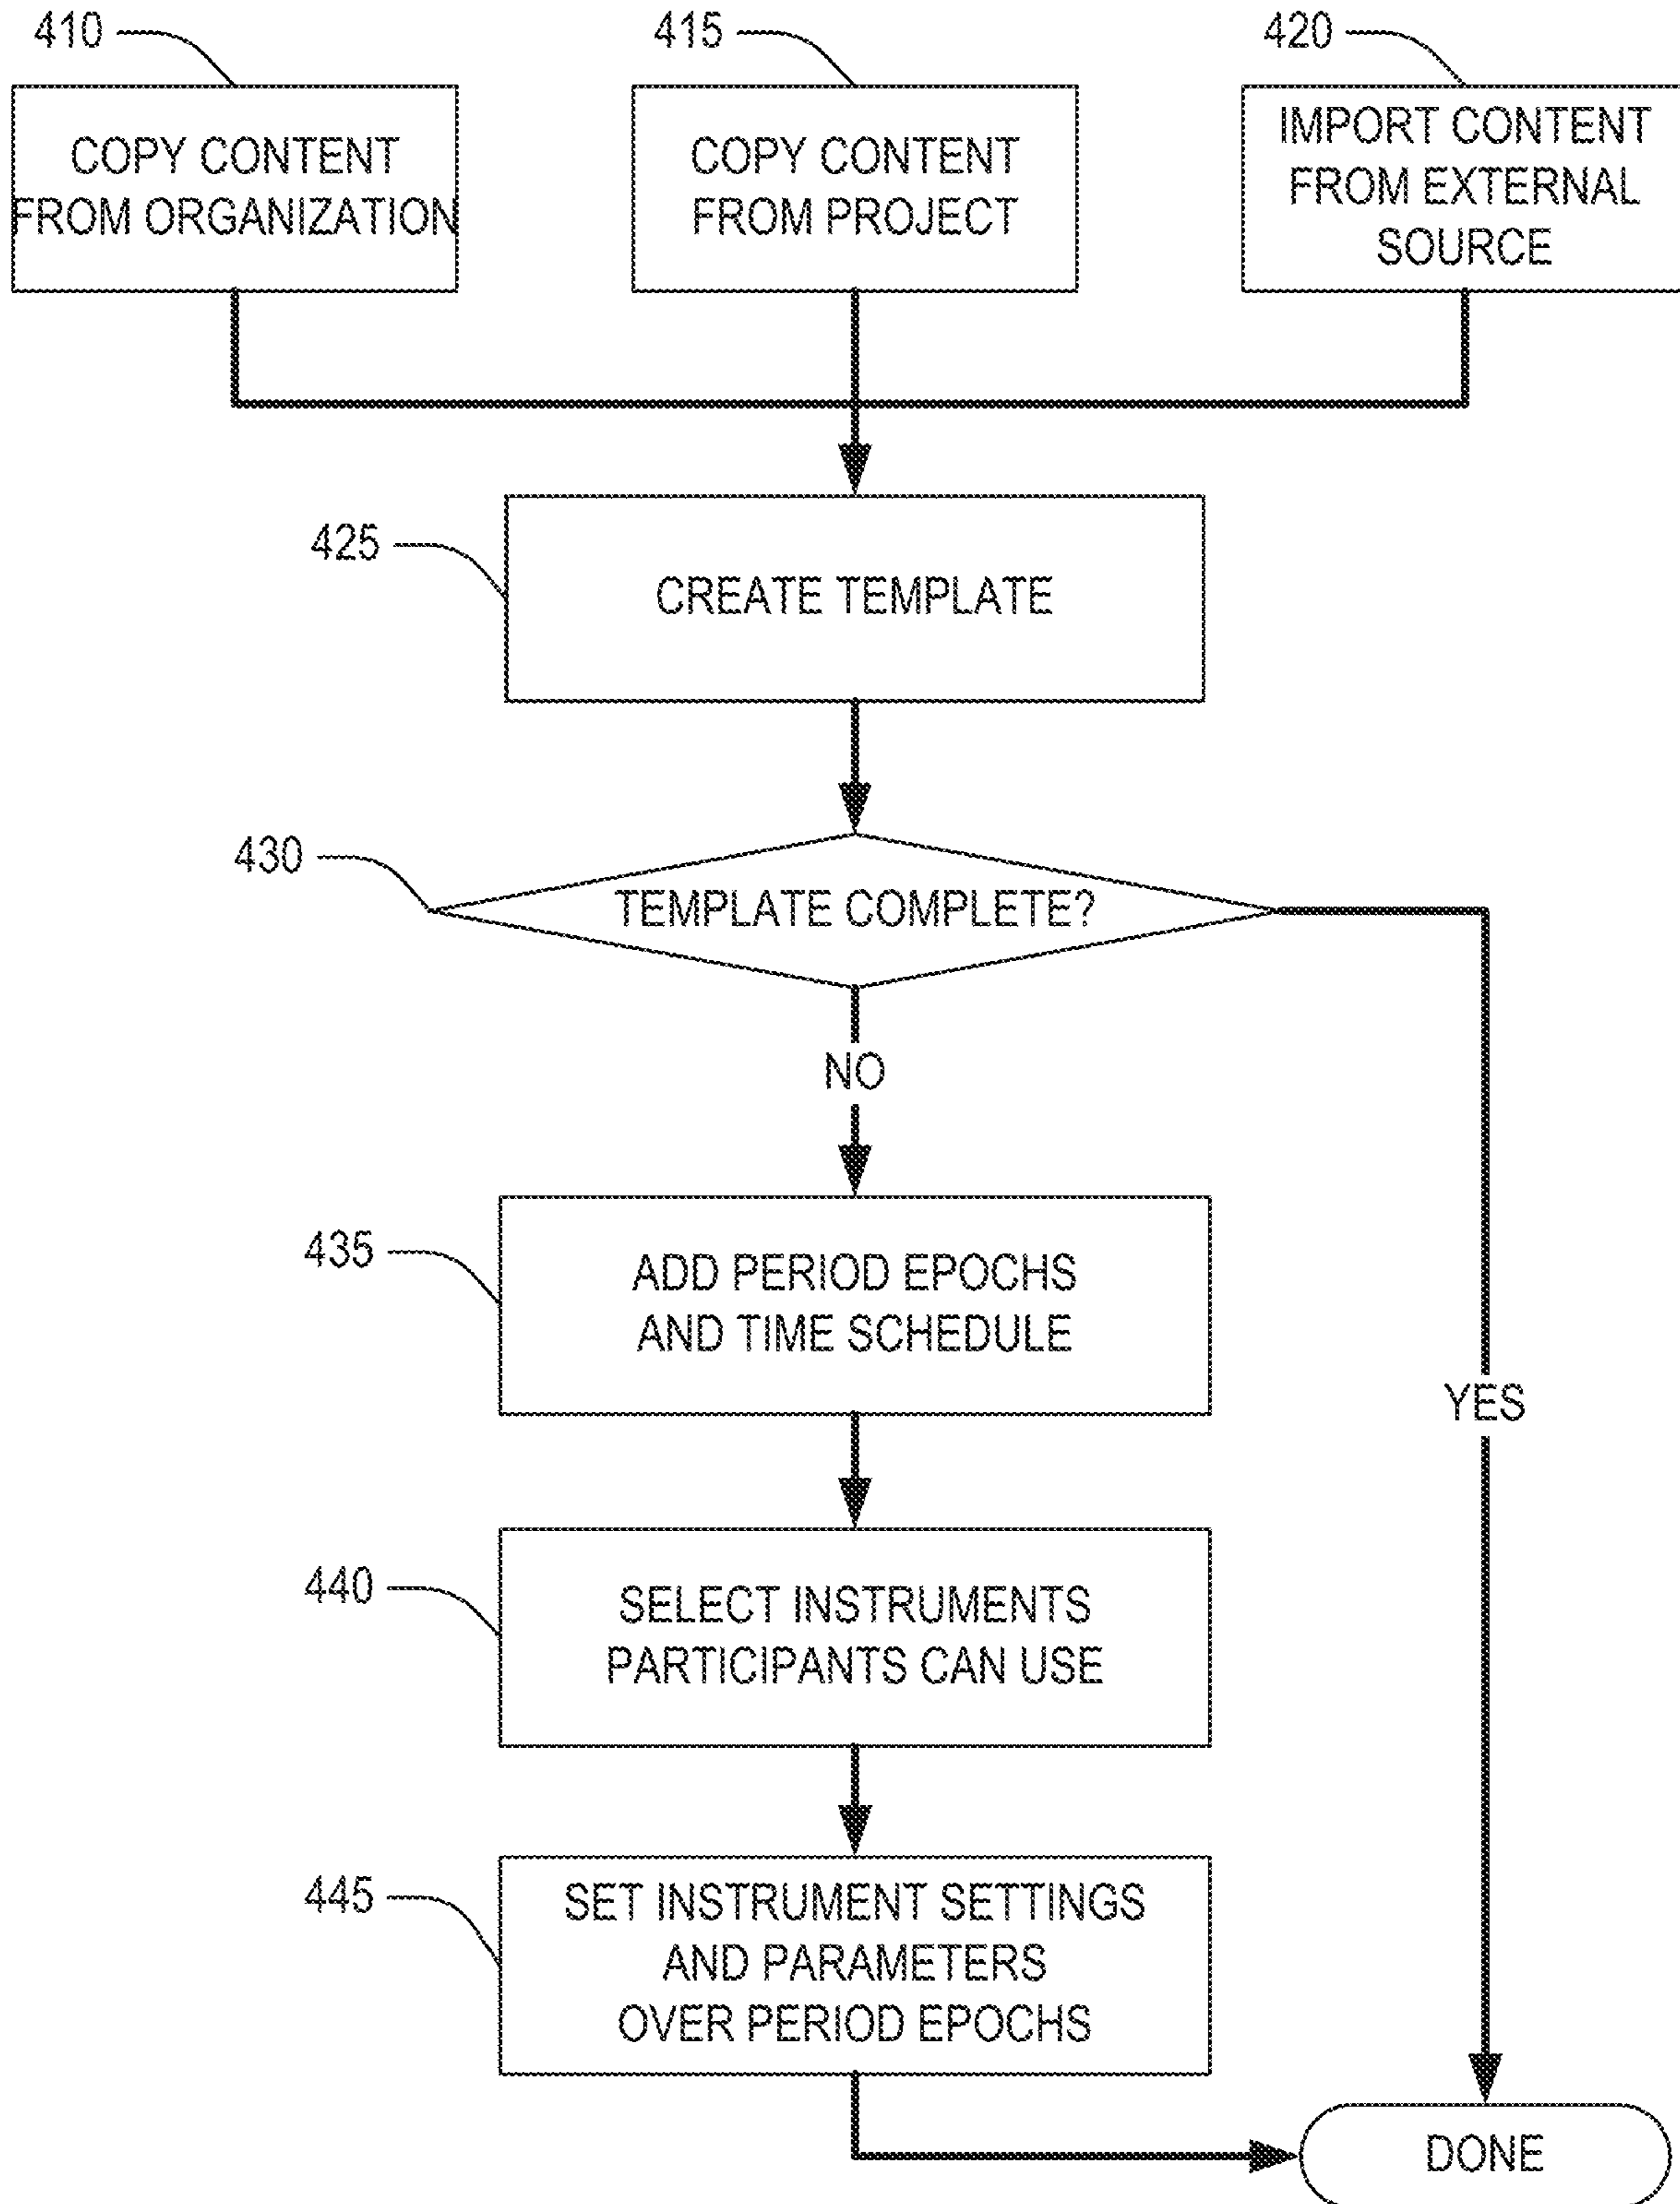 410
415
420
COPY CONTENT
FROM ORGANIZATION
COPY CONTENT
FROM PROJECT
IMPORT CONTENT
FROM EXTERNAL
SOURCE
425
CREATE TEMPLATE
430
TEMPLATE COMPLETE?
NO
435
ADD PERIOD EPOCHS
AND TIME SCHEDULE
YES
440
SELECT INSTRUMENTS
PARTICIPANTS CAN USE
445
SET INSTRUMENT SETTINGS
AND PARAMETERS
OVER PERIOD EPOCHS
DONE